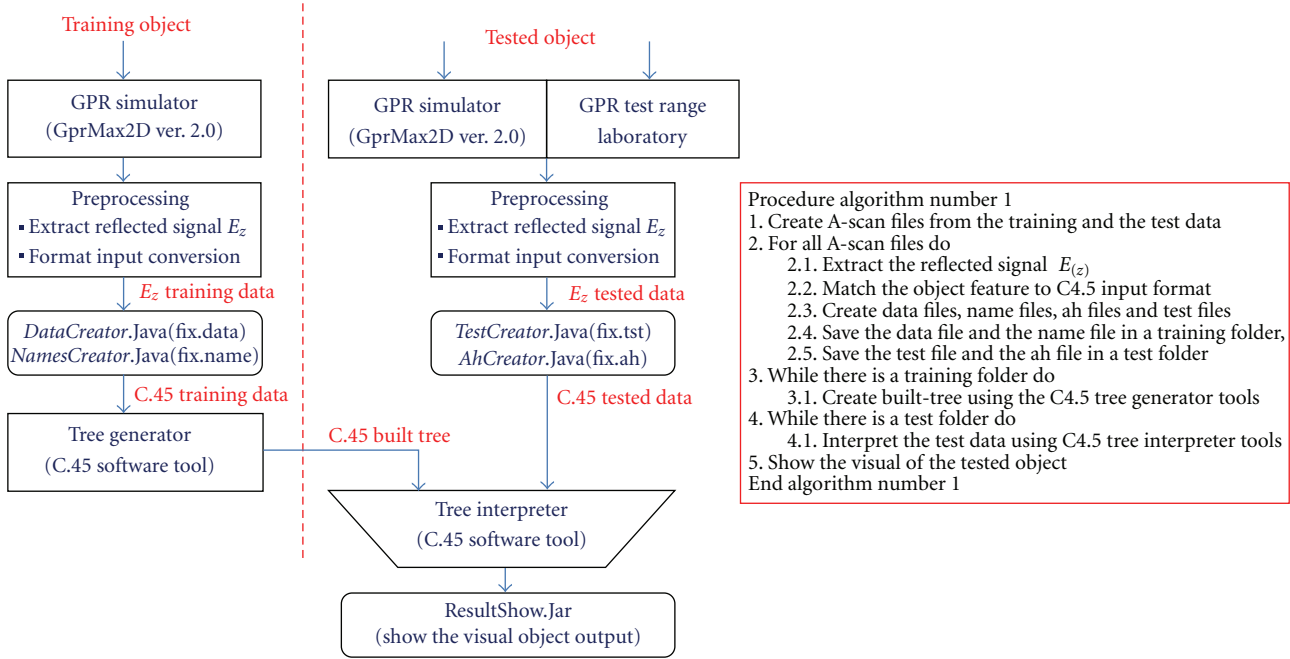 Training object
GPR simulator
(GprMax2D ver. 2.0)
Preprocessing
▪ Extract reflected signal E_z
▪ Format input conversion
E_z training data
DataCreator.Java(fix.data)
NamesCreator.Java(fix.name)
C.45 training data
Tree generator
(C.45 software tool)
C.45 built tree
Tested object
GPR simulator
(GprMax2D ver. 2.0)
GPR test range
laboratory
Preprocessing
▪ Extract reflected signal E_z
▪ Format input conversion
E_z tested data
TestCreator.Java(fix.tst)
AhCreator.Java(fix.ah)
C.45 tested data
Tree interpreter
(C.45 software tool)
ResultShow.Jar
(show the visual object output)
Procedure algorithm number 1
1. Create A-scan files from the training and the test data
2. For all A-scan files do
2.1. Extract the reflected signal E_(z)
2.2. Match the object feature to C4.5 input format
2.3. Create data files, name files, ah files and test files
2.4. Save the data file and the name file in a training folder,
2.5. Save the test file and the ah file in a test folder
3. While there is a training folder do
3.1. Create built-tree using the C4.5 tree generator tools
4. While there is a test folder do
4.1. Interpret the test data using C4.5 tree interpreter tools
5. Show the visual of the tested object
End algorithm number 1